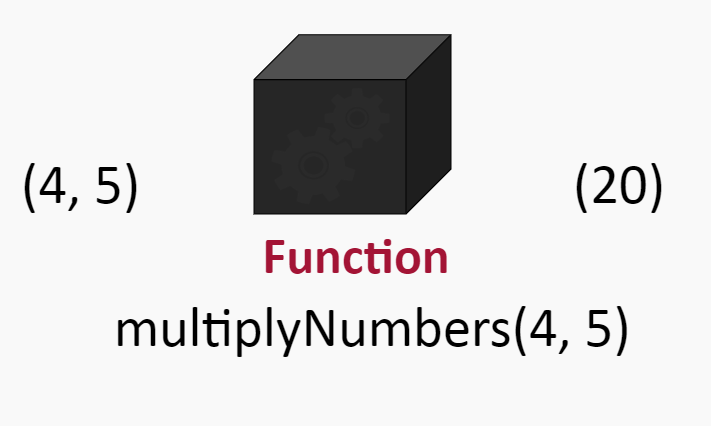 (4, 5)
(20)
Function
multiplyNumbers(4, 5)